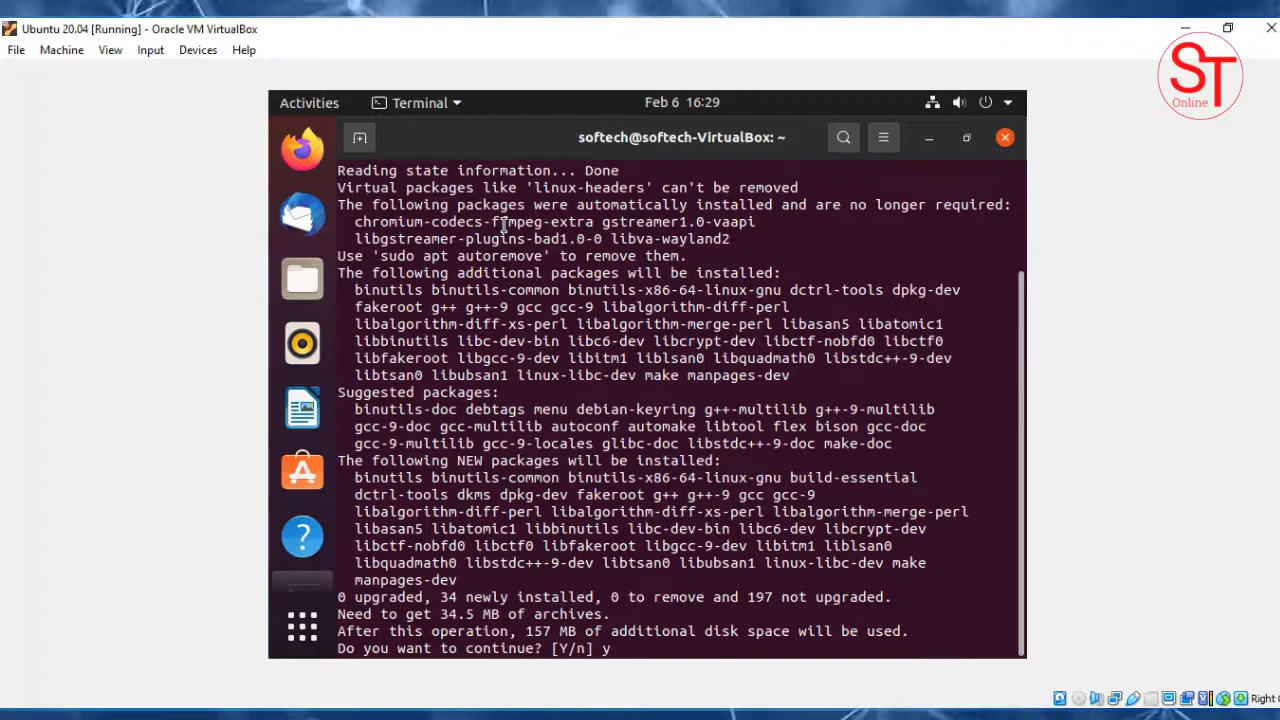 Ubuntu 20.04 [Running] - Oracle VM VirtualBox
File Machine View Input Devices Help
ST
Online
Activities Terminal Feb 6 16:29
softech@softech-VirtualBox: ~
Reading state information... Done
Virtual packages like 'linux-headers' can't be removed
The following packages were automatically installed and are no longer required:
chromium-codecs-ffmpeg-extra gstreamer1.0-vaapi
libgstreamer-plugins-bad1.0-0 libva-wayland2
Use 'sudo apt autoremove' to remove them.
The following additional packages will be installed:
binutils binutils-common binutils-x86-64-linux-gnu dctrl-tools dpkg-dev
fakeroot g++ g++-9 gcc gcc-9 libalgorithm-diff-perl
libalgorithm-diff-xs-perl libalgorithm-merge-perl libasan5 libatomic1
libbinutils libc-dev-bin libc6-dev libcrypt-dev libctf-nobfd0 libctf0
libfakeroot libgcc-9-dev libitm1 liblsan0 libquadmath0 libstdc++-9-dev
libtsan0 libubsan1 linux-libc-dev make manpages-dev
Suggested packages:
binutils-doc debtags menu debian-keyring g++-multilib g++-9-multilib
gcc-9-doc gcc-multilib autoconf automake libtool flex bison gcc-doc
gcc-9-multilib gcc-9-locales glibc-doc libstdc++-9-doc make-doc
The following NEW packages will be installed:
binutils binutils-common binutils-x86-64-linux-gnu build-essential
dctrl-tools dkms dpkg-dev fakeroot g++ g++-9 gcc gcc-9
libalgorithm-diff-perl libalgorithm-diff-xs-perl libalgorithm-merge-perl
libasan5 libatomic1 libbinutils libc-dev-bin libc6-dev libcrypt-dev
libctf-nobfd0 libctf0 libfakeroot libgcc-9-dev libitm1 liblsan0
libquadmath0 libstdc++-9-dev libtsan0 libubsan1 linux-libc-dev make
manpages-dev
0 upgraded, 34 newly installed, 0 to remove and 197 not upgraded.
Need to get 34.5 MB of archives.
After this operation, 157 MB of additional disk space will be used.
Do you want to continue? [Y/n] y
Right